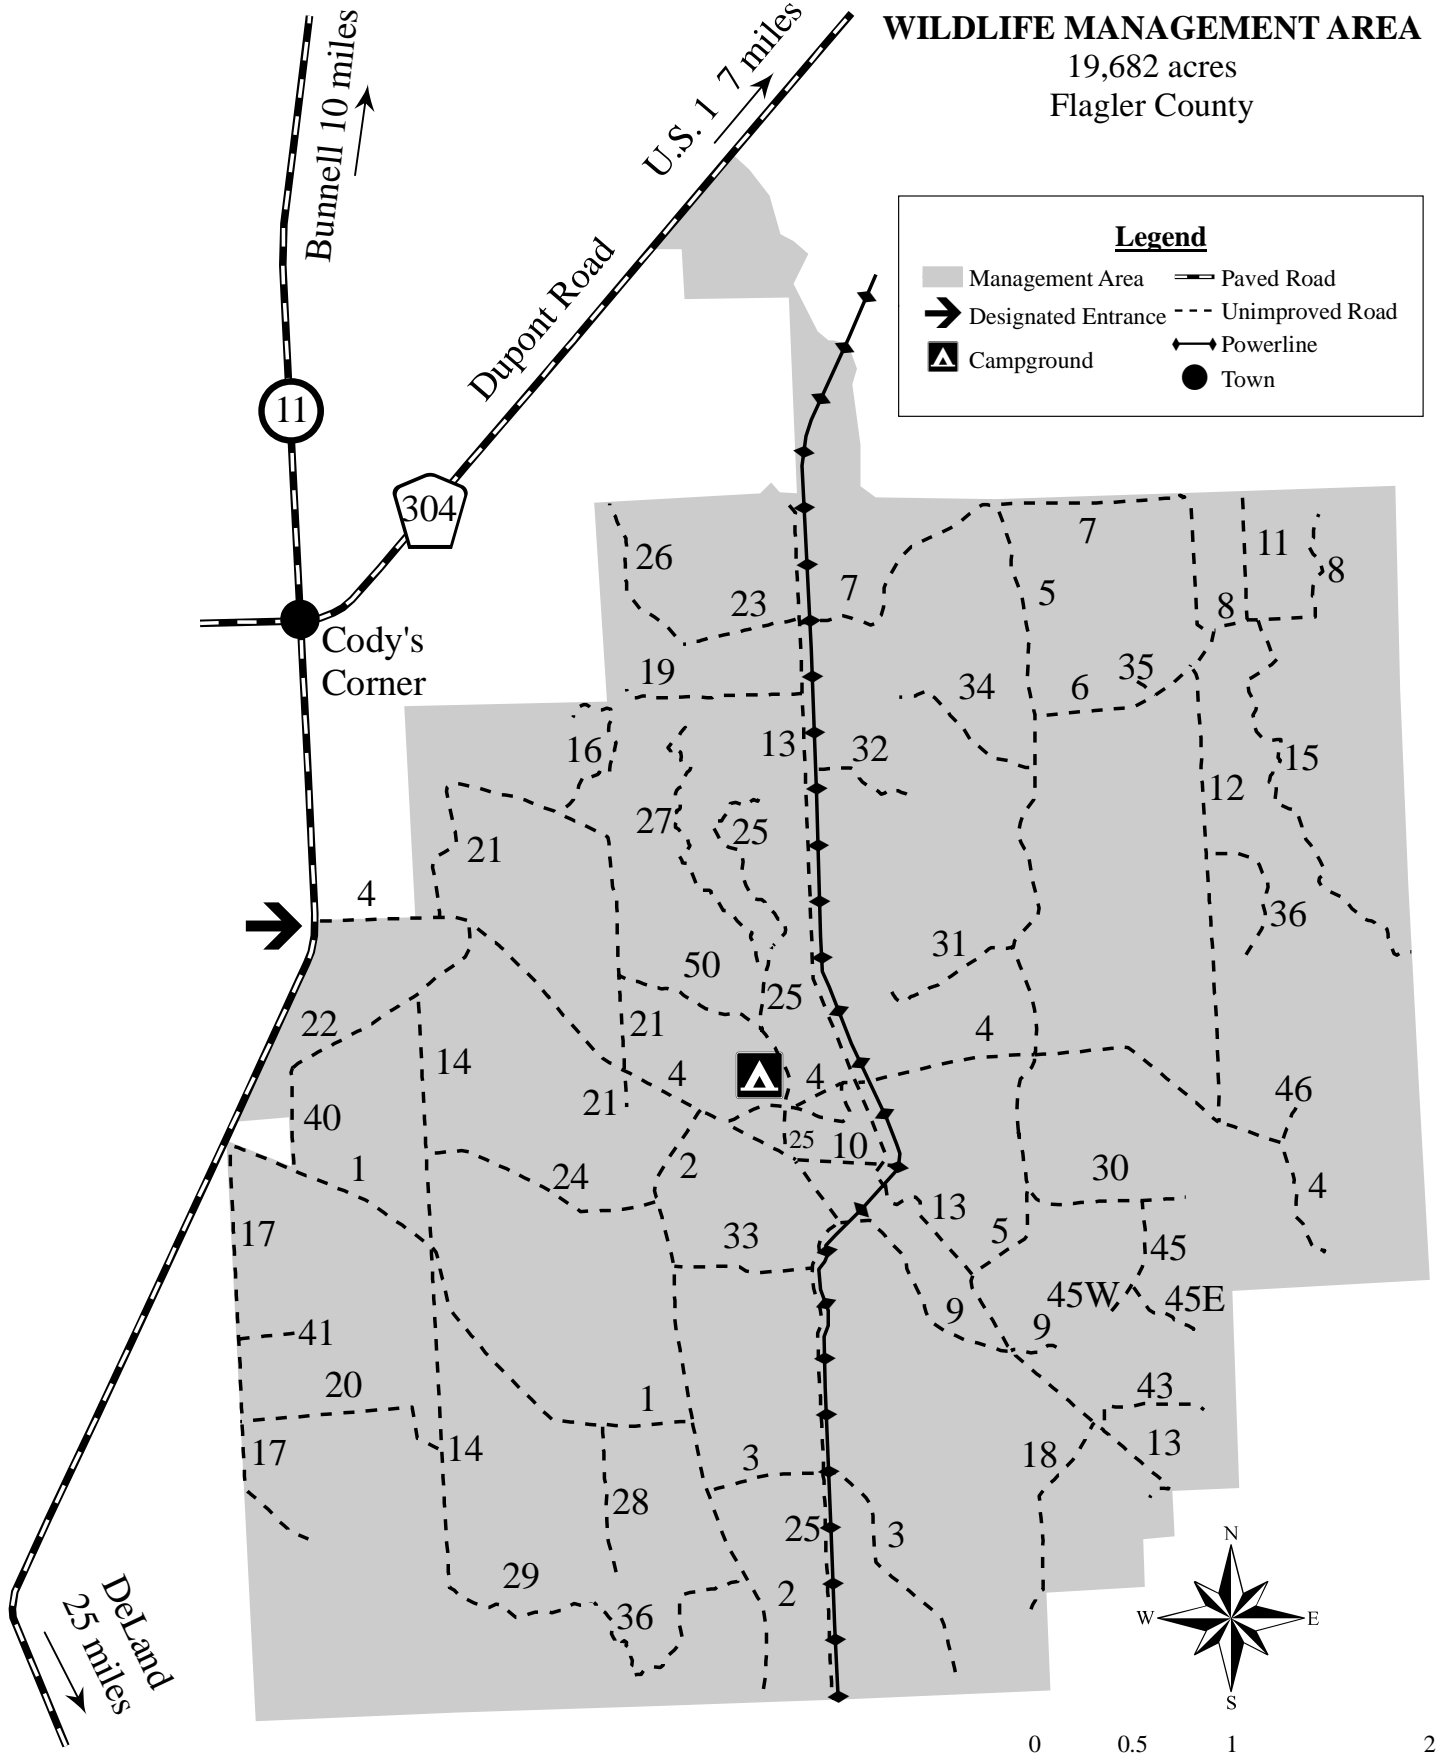 WILDLIFE MANAGEMENT AREA
19,682 acres
Flagler County
Bunnell 10 miles
U.S. 1 7 miles
Dupont Road
Legend
Management Area
Paved Road
Designated Entrance
Unimproved Road
Powerline
Campground
Town
11
304
Cody's
Corner
26
23
7
7
5
11
8
8
19
34
6
35
16
13
32
15
12
27
25
21
4
36
31
50
25
22
21
4
14
4
4
21
46
40
25
10
1
24
2
30
4
13
17
33
5
45
45W
45E
9
9
41
20
1
43
17
14
3
18
13
28
25
3
29
2
36
N
W
E
S
DeLand
25 miles
0
0.5
1
2